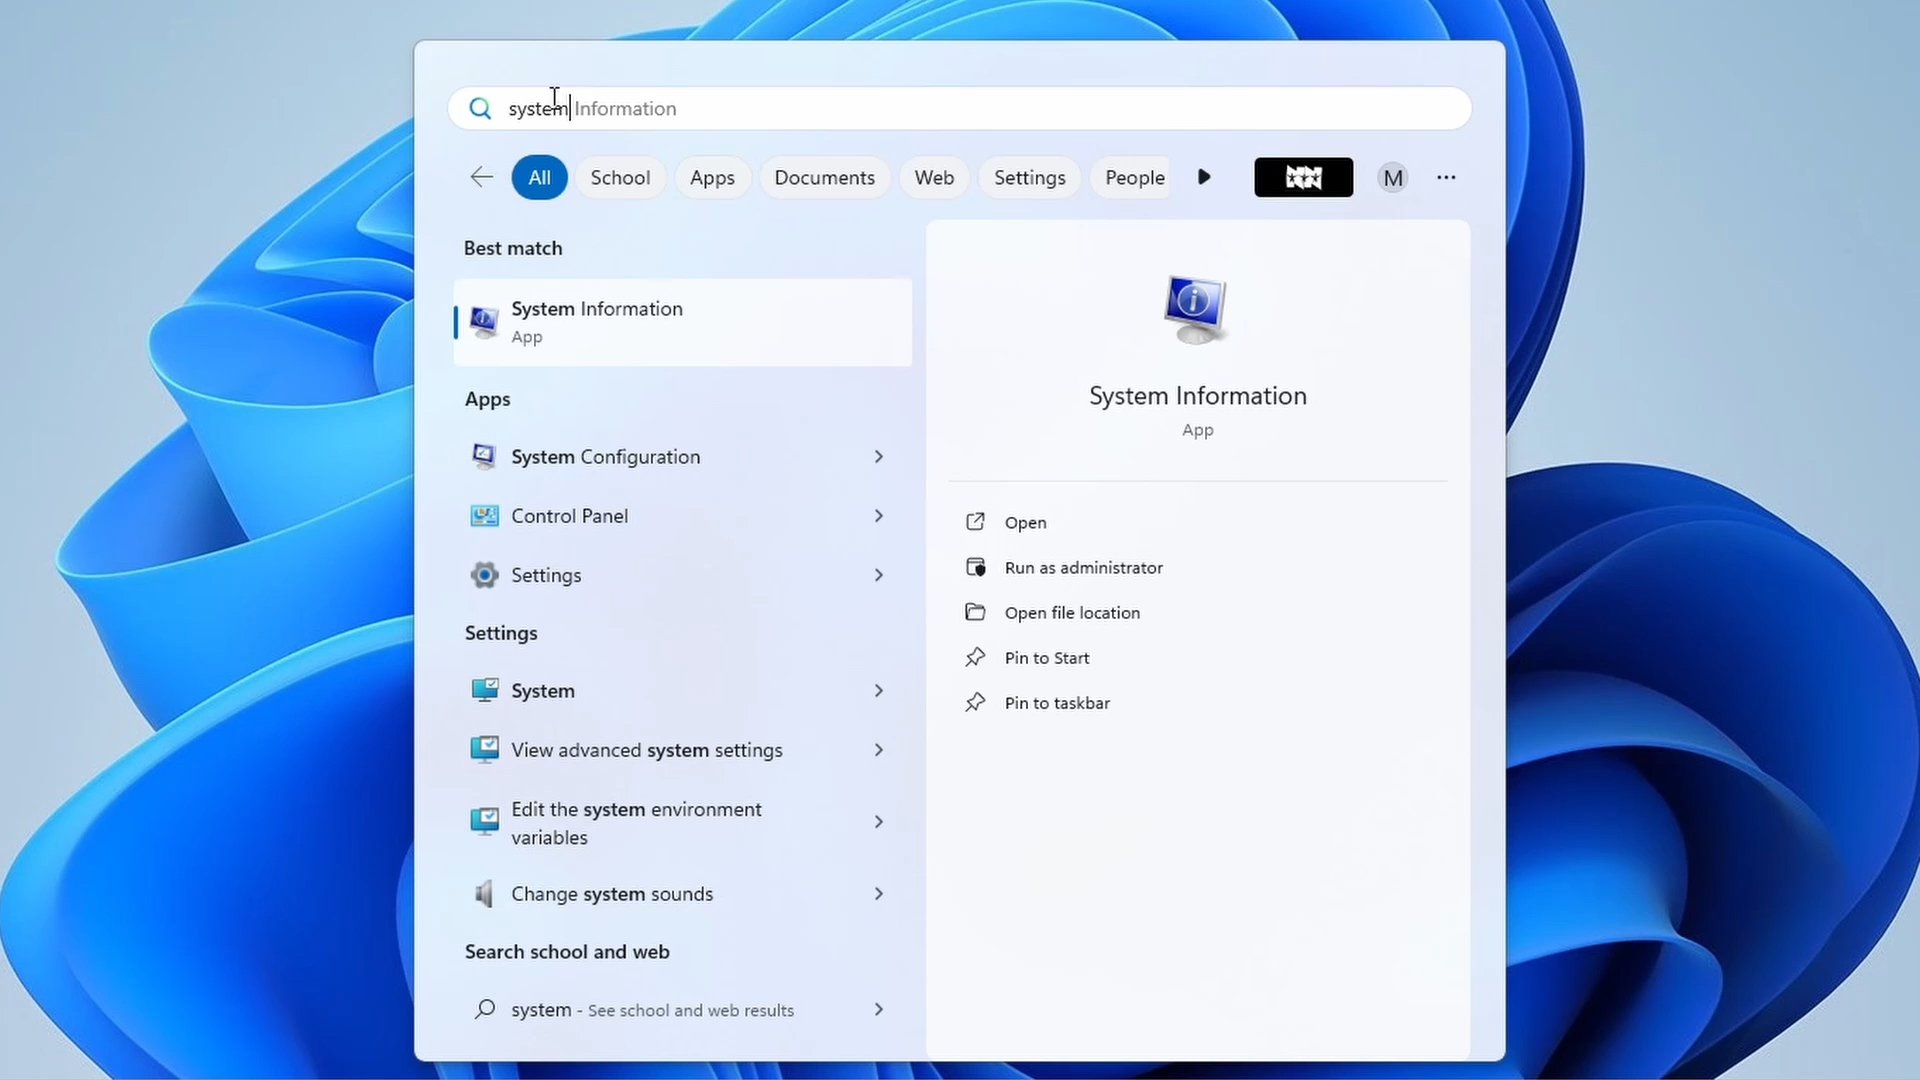 system Information
All School Apps Documents Web Settings People M
Best match
System Information
App
Apps
System Configuration
Control Panel
Settings
Settings
System
View advanced system settings
Edit the system environment
variables
Change system sounds
Search school and web
system - See school and web results
System Information
App
Open
Run as administrator
Open file location
Pin to Start
Pin to taskbar